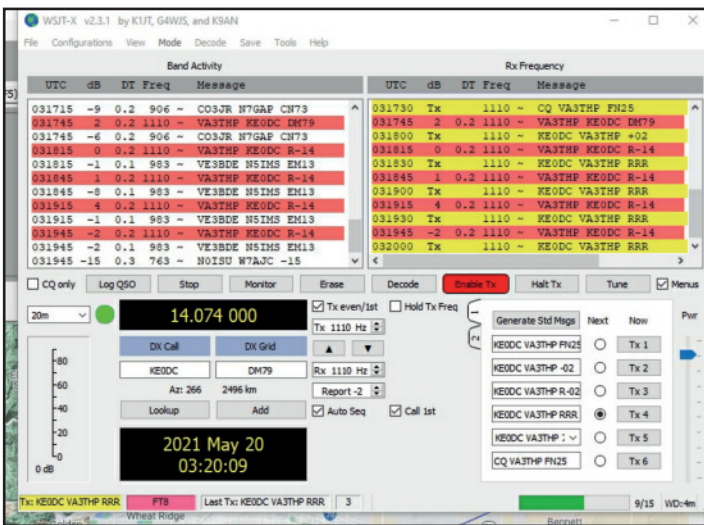 WSJT-X v2.3.1 by K1JT, G4WJS, and K9AN
File Configurations View Mode Decode Save Tools Help
Band Activity
UTC dB DT Freq Message
031715 -9 0.2 906 ~ CO3JR N7GAP CN73
031745 2 0.2 1110 ~ VA3THP KE0DC DM79
031745 -6 0.2 906 ~ CO3JR N7GAP CN73
031815 0 0.2 1110 ~ VA3THP KE0DC R-14
031815 -1 0.1 983 ~ VE3BDE N5IMS EM13
031845 1 0.2 1110 ~ VA3THP KE0DC R-14
031845 -8 0.1 983 ~ VE3BDE N5IMS EM13
031915 4 0.2 1110 ~ VA3THP KE0DC R-14
031915 -1 0.1 983 ~ VE3BDE N5IMS EM13
031945 -2 0.2 1110 ~ VA3THP KE0DC R-14
031945 -2 0.1 983 ~ VE3BDE N5IMS EM13
031945 -15 0.3 763 ~ N0ISU W7AJC -15
Rx Frequency
UTC dB DT Freq Message
031730 Tx 1110 ~ CQ VA3THP FN25
031745 2 0.2 1110 ~ VA3THP KE0DC DM79
031800 Tx 1110 ~ KE0DC VA3THP +02
031815 0 0.2 1110 ~ VA3THP KE0DC R-14
031830 Tx 1110 ~ KE0DC VA3THP RRR
031845 1 0.2 1110 ~ VA3THP KE0DC R-14
031900 Tx 1110 ~ KE0DC VA3THP RRR
031915 4 0.2 1110 ~ VA3THP KE0DC R-14
031930 Tx 1110 ~ KE0DC VA3THP RRR
031945 -2 0.2 1110 ~ VA3THP KE0DC R-14
032000 Tx 1110 ~ KE0DC VA3THP RRR
CQ only Log QSO Stop Monitor Erase Decode Enable Tx Halt Tx Tune Menus
20m
14.074 000
DX Call DX Grid
KE0DC DM79
Az: 266 2496 km
Lookup Add
2021 May 20
03:20:09
-80
-60
-40
-20
0
0 dB
Tx even/1st Hold Tx Freq
Tx 1110 Hz
Rx 1110 Hz
Report -2
Auto Seq Call 1st
1
2
Generate Std Msgs Next Now
KE0DC VA3THP FN25 Tx 1
KE0DC VA3THP -02 Tx 2
KE0DC VA3THP R-02 Tx 3
KE0DC VA3THP RRR Tx 4
KE0DC VA3THP Tx 5
CQ VA3THP FN25 Tx 6
Pwr
Tx: KE0DC VA3THP RRR FT8 Last Tx: KE0DC VA3THP RRR 3 9/15 WD:4m
Wheat Ridge
Bennett